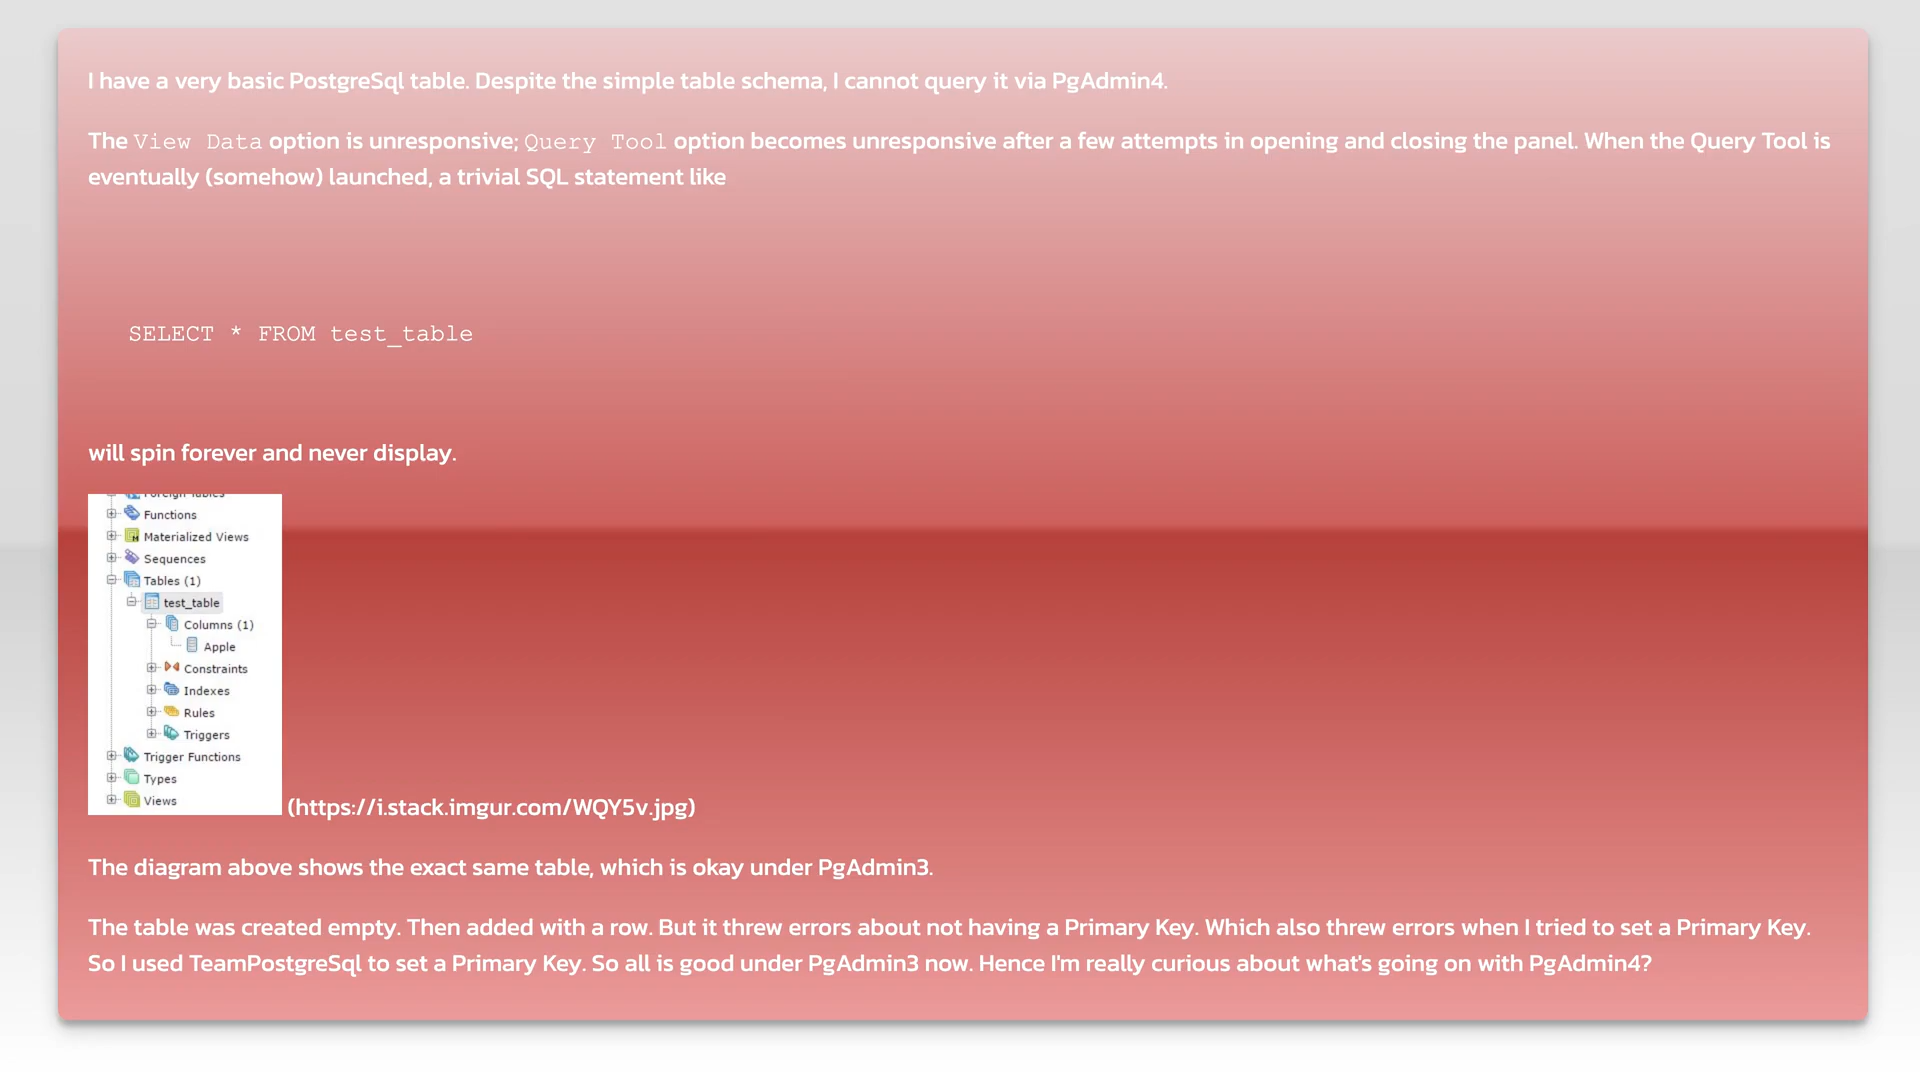 I have a very basic PostgreSql table. Despite the simple table schema, I cannot query it via PgAdmin4.
The View Data option is unresponsive; Query Tool option becomes unresponsive after a few attempts in opening and closing the panel. When the Query Tool is
eventually (somehow) launched, a trivial SQL statement like
SELECT * FROM test_table
will spin forever and never display.
Foreign Tables
Functions
Materialized Views
Sequences
Tables (1)
test_table
Columns (1)
Apple
Constraints
Indexes
Rules
Triggers
Trigger Functions
Types
Views
(https://i.stack.imgur.com/WQY5v.jpg)
The diagram above shows the exact same table, which is okay under PgAdmin3.
The table was created empty. Then added with a row. But it threw errors about not having a Primary Key. Which also threw errors when I tried to set a Primary Key.
So I used TeamPostgreSql to set a Primary Key. So all is good under PgAdmin3 now. Hence I'm really curious about what's going on with PgAdmin4?